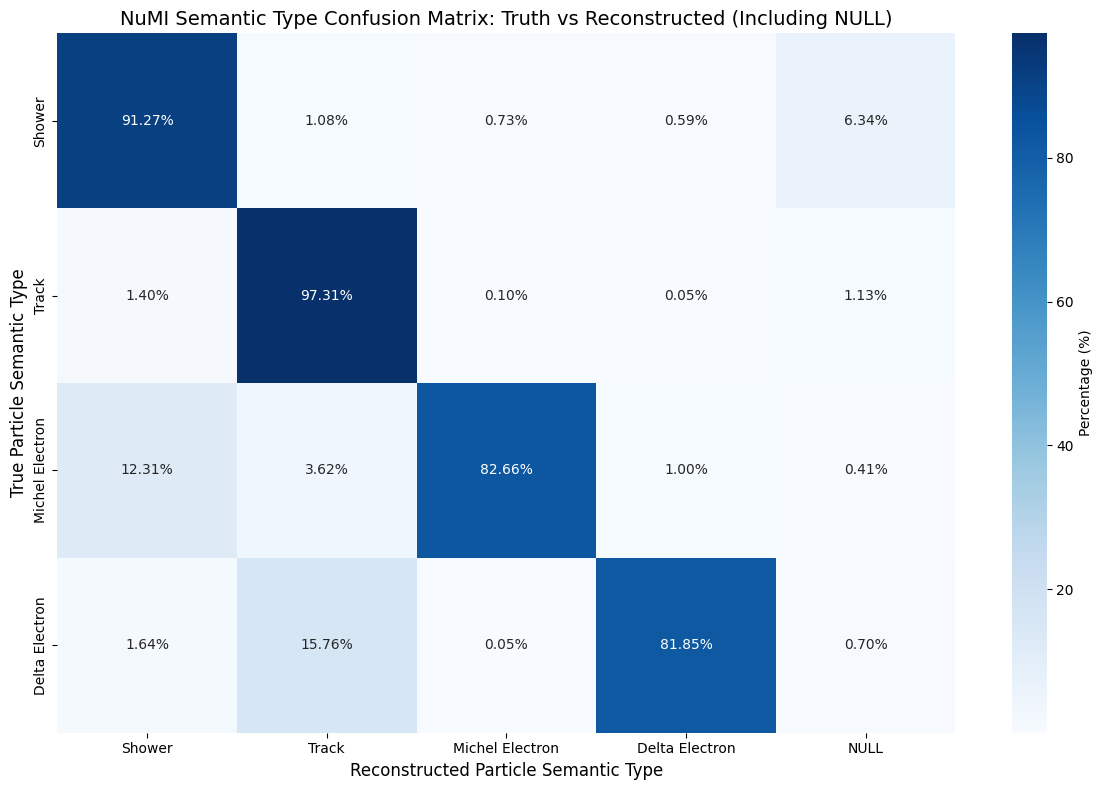 NuMI Semantic Type Confusion Matrix: Truth vs Reconstructed (Including NULL)
True Particle Semantic Type
Shower
91.27%
1.08%
0.73%
0.59%
6.34%
Track
1.40%
97.31%
0.10%
0.05%
1.13%
Michel Electron
12.31%
3.62%
82.66%
1.00%
0.41%
Delta Electron
1.64%
15.76%
0.05%
81.85%
0.70%
Shower
Track
Michel Electron
Delta Electron
NULL
Reconstructed Particle Semantic Type
80
60
40
20
Percentage (%)